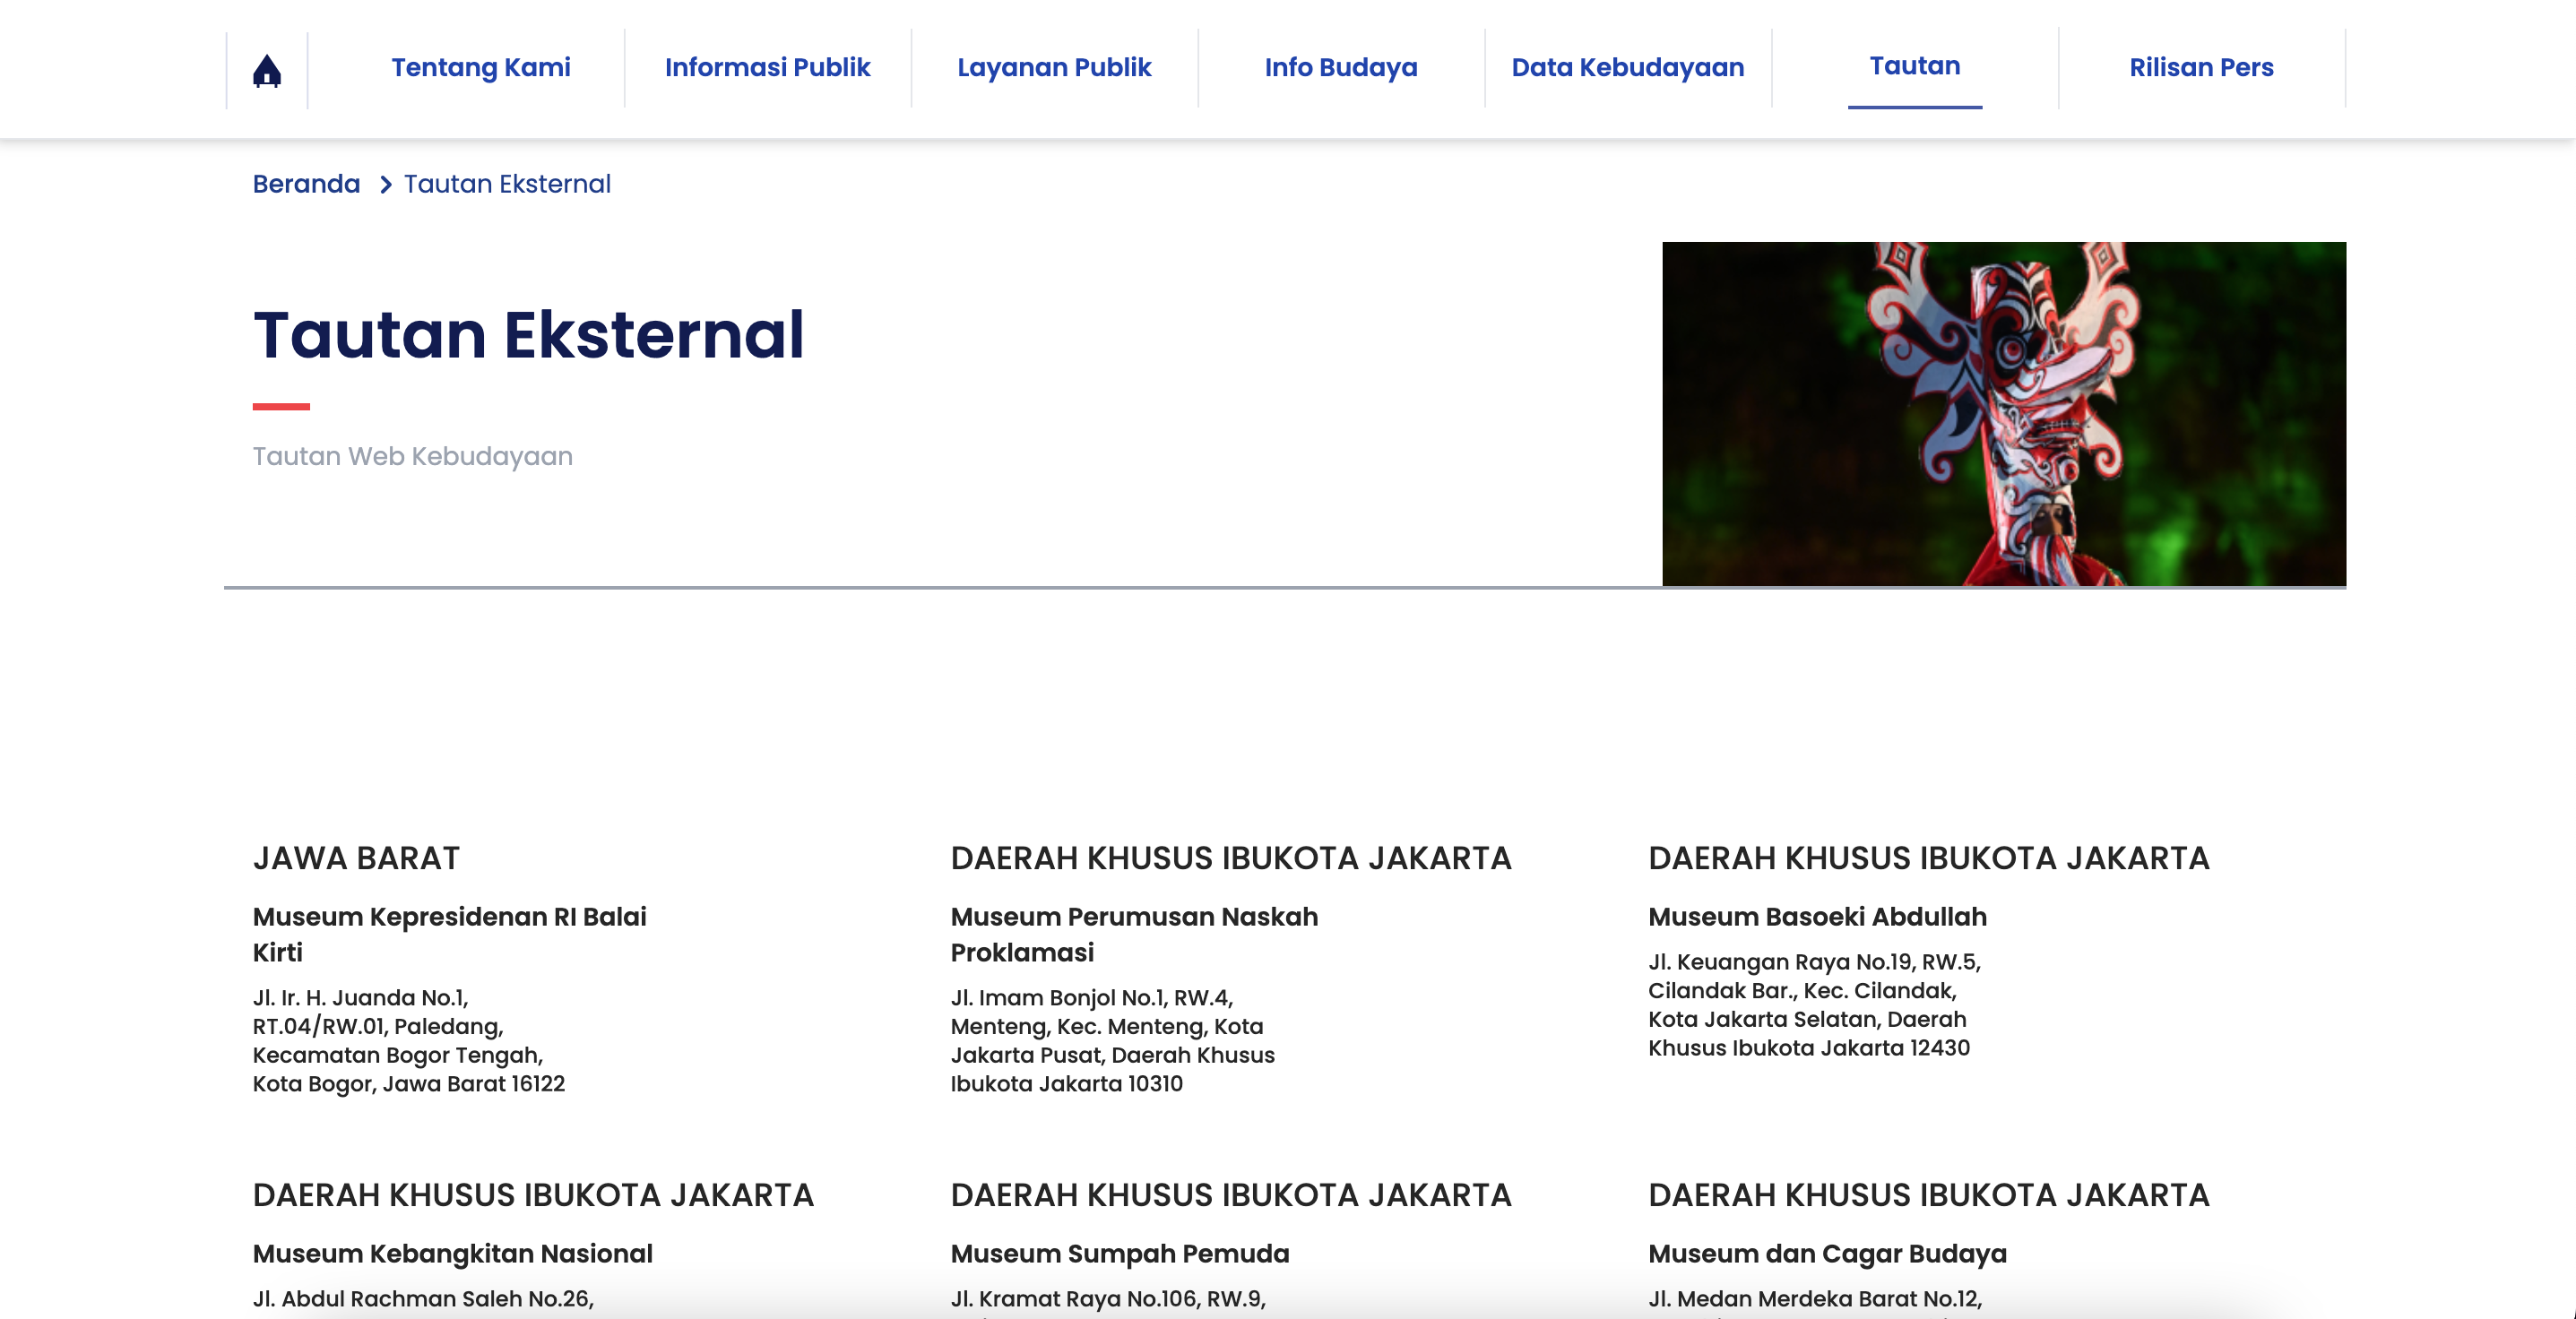 Tentang Kami
Informasi Publik
Layanan Publik
Info Budaya
Data Kebudayaan
Tautan
Rilisan Pers
Beranda > Tautan Eksternal
Tautan Eksternal
Tautan Web Kebudayaan
JAWA BARAT
Museum Kepresidenan RI Balai
Kirti
Jl. Ir. H. Juanda No.1,
RT.04/RW.01, Paledang,
Kecamatan Bogor Tengah,
Kota Bogor, Jawa Barat 16122
DAERAH KHUSUS IBUKOTA JAKARTA
Museum Perumusan Naskah
Proklamasi
Jl. Imam Bonjol No.1, RW.4,
Menteng, Kec. Menteng, Kota
Jakarta Pusat, Daerah Khusus
Ibukota Jakarta 10310
DAERAH KHUSUS IBUKOTA JAKARTA
Museum Basoeki Abdullah
Jl. Keuangan Raya No.19, RW.5,
Cilandak Bar., Kec. Cilandak,
Kota Jakarta Selatan, Daerah
Khusus Ibukota Jakarta 12430
DAERAH KHUSUS IBUKOTA JAKARTA
Museum Kebangkitan Nasional
Jl. Abdul Rachman Saleh No.26,
DAERAH KHUSUS IBUKOTA JAKARTA
Museum Sumpah Pemuda
Jl. Kramat Raya No.106, RW.9,
DAERAH KHUSUS IBUKOTA JAKARTA
Museum dan Cagar Budaya
Jl. Medan Merdeka Barat No.12,